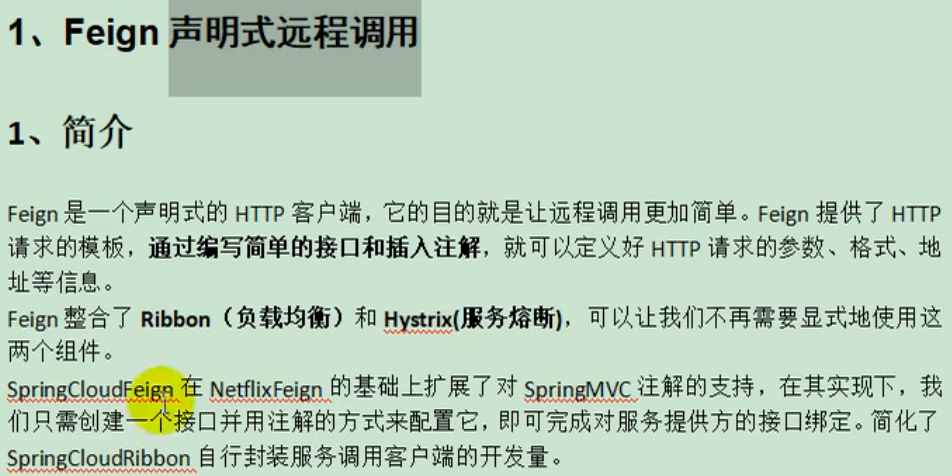 1、Feign 声明式远程调用
1、简介
Feign 是一个声明式的 HTTP 客户端，它的目的就是让远程调用更加简单。Feign 提供了 HTTP
请求的模板，通过编写简单的接口和插入注解，就可以定义好 HTTP 请求的参数、格式、地
址等信息。
Feign 整合了 Ribbon（负载均衡）和 Hystrix(服务熔断)，可以让我们不再需要显式地使用这
两个组件。
SpringCloudFeign 在 NetflixFeign 的基础上扩展了对 SpringMVC 注解的支持，在其实现下，我
们只需创建一个接口并用注解的方式来配置它，即可完成对服务提供方的接口绑定。简化了
SpringCloudRibbon 自行封装服务调用客户端的开发量。